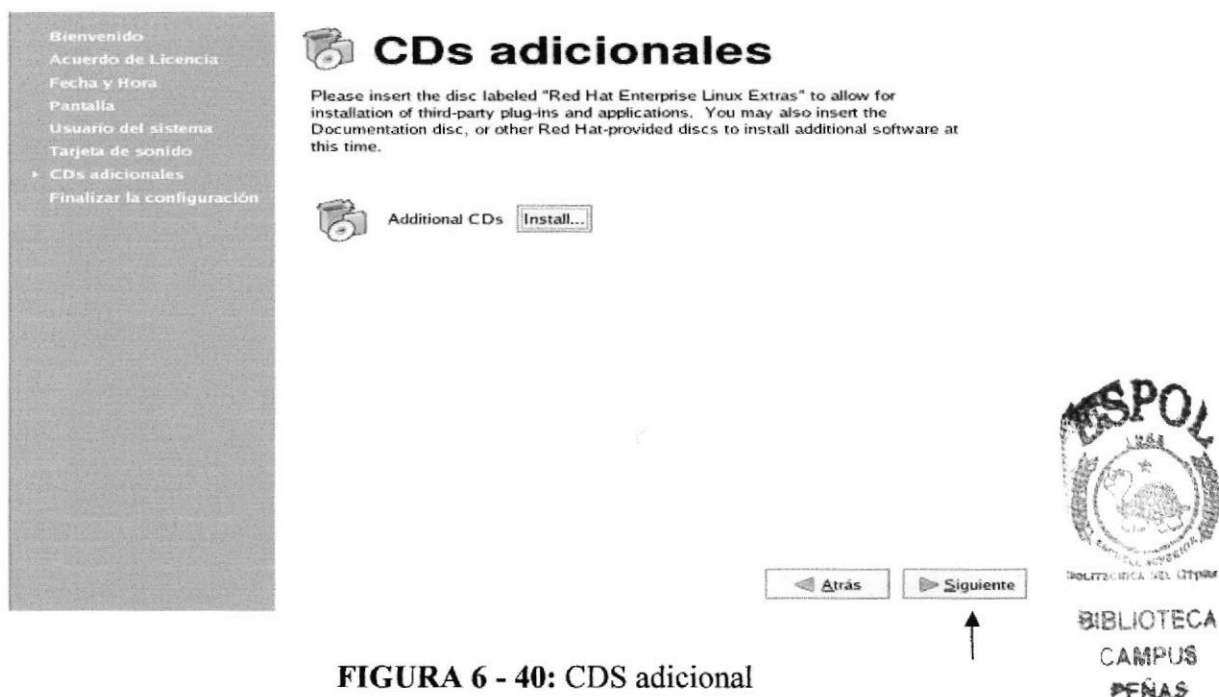 Bienvenido
Acuerdo de Licencia
Fecha y Hora
Pantalla
Usuario del sistema
Tarjeta de sonido
CDs adicionales
Finalizar la configuración
CDs adicionales
Please insert the disc labeled "Red Hat Enterprise Linux Extras" to allow for
installation of third-party plug-ins and applications. You may also insert the
Documentation disc, or other Red Hat-provided discs to install additional software at
this time.
Additional CDs Install...
Atrás Siguiente
FIGURA 6 - 40: CDS adicional
ESPOL
BIBLIOTECA
CAMPUS
PEÑAS